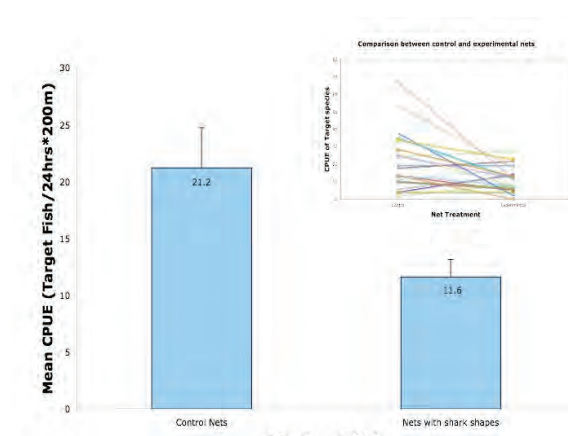 Comparison between control and experimental nets
CPUE of Target species
Net Treatment
Mean CPUE (Target Fish/24hrs*200m)
30
25
20
15
10
5
0
21.2
11.6
Control Nets
Nets with shark shapes